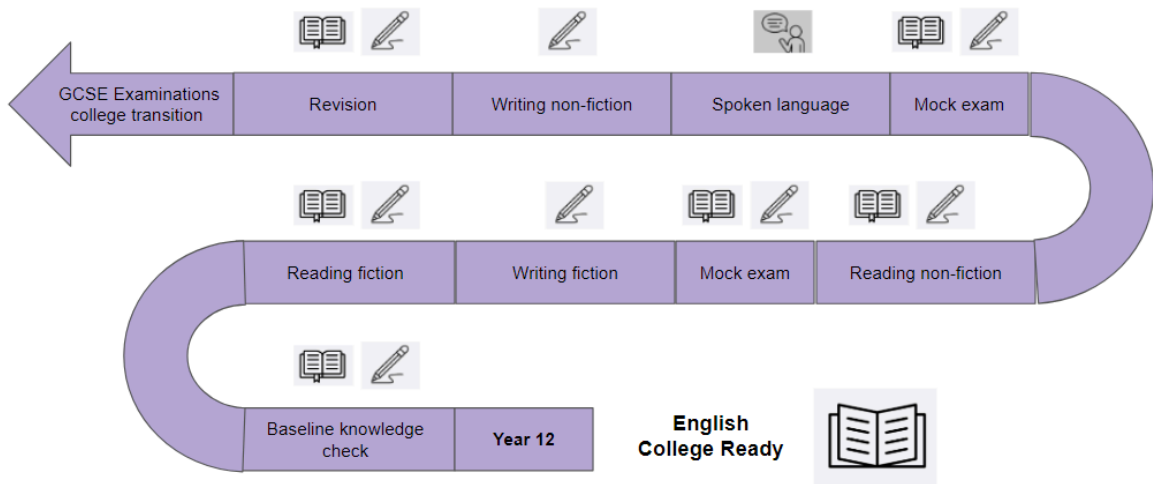 GCSE Examinations
college transition
Revision
Writing non-fiction
Spoken language
Mock exam
Reading fiction
Writing fiction
Mock exam
Reading non-fiction
Baseline knowledge
check
Year 12
English
College Ready